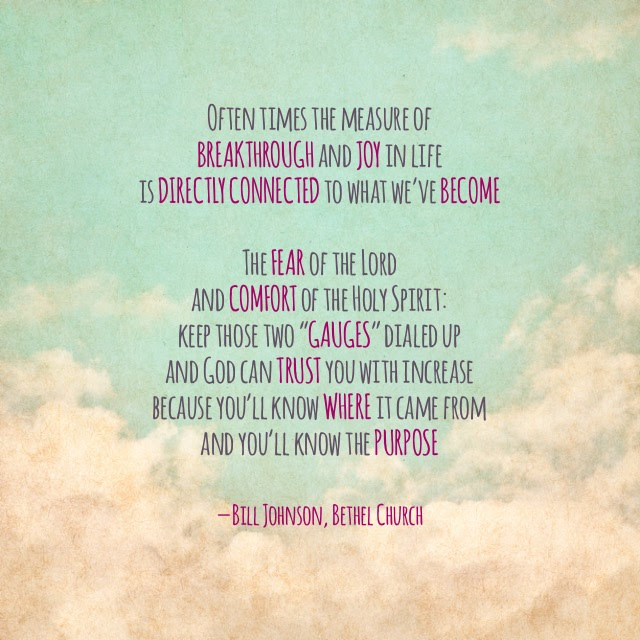 Often times the measure of
BREAKTHROUGH and JOY in life
is DIRECTLY CONNECTED to what we've BECOME
The FEAR of the Lord
and COMFORT of the Holy Spirit:
keep those two "GAUGES" dialed up
and God can TRUST you with increase
because you'll know WHERE it came from
and you'll know the PURPOSE
—Bill Johnson, Bethel Church